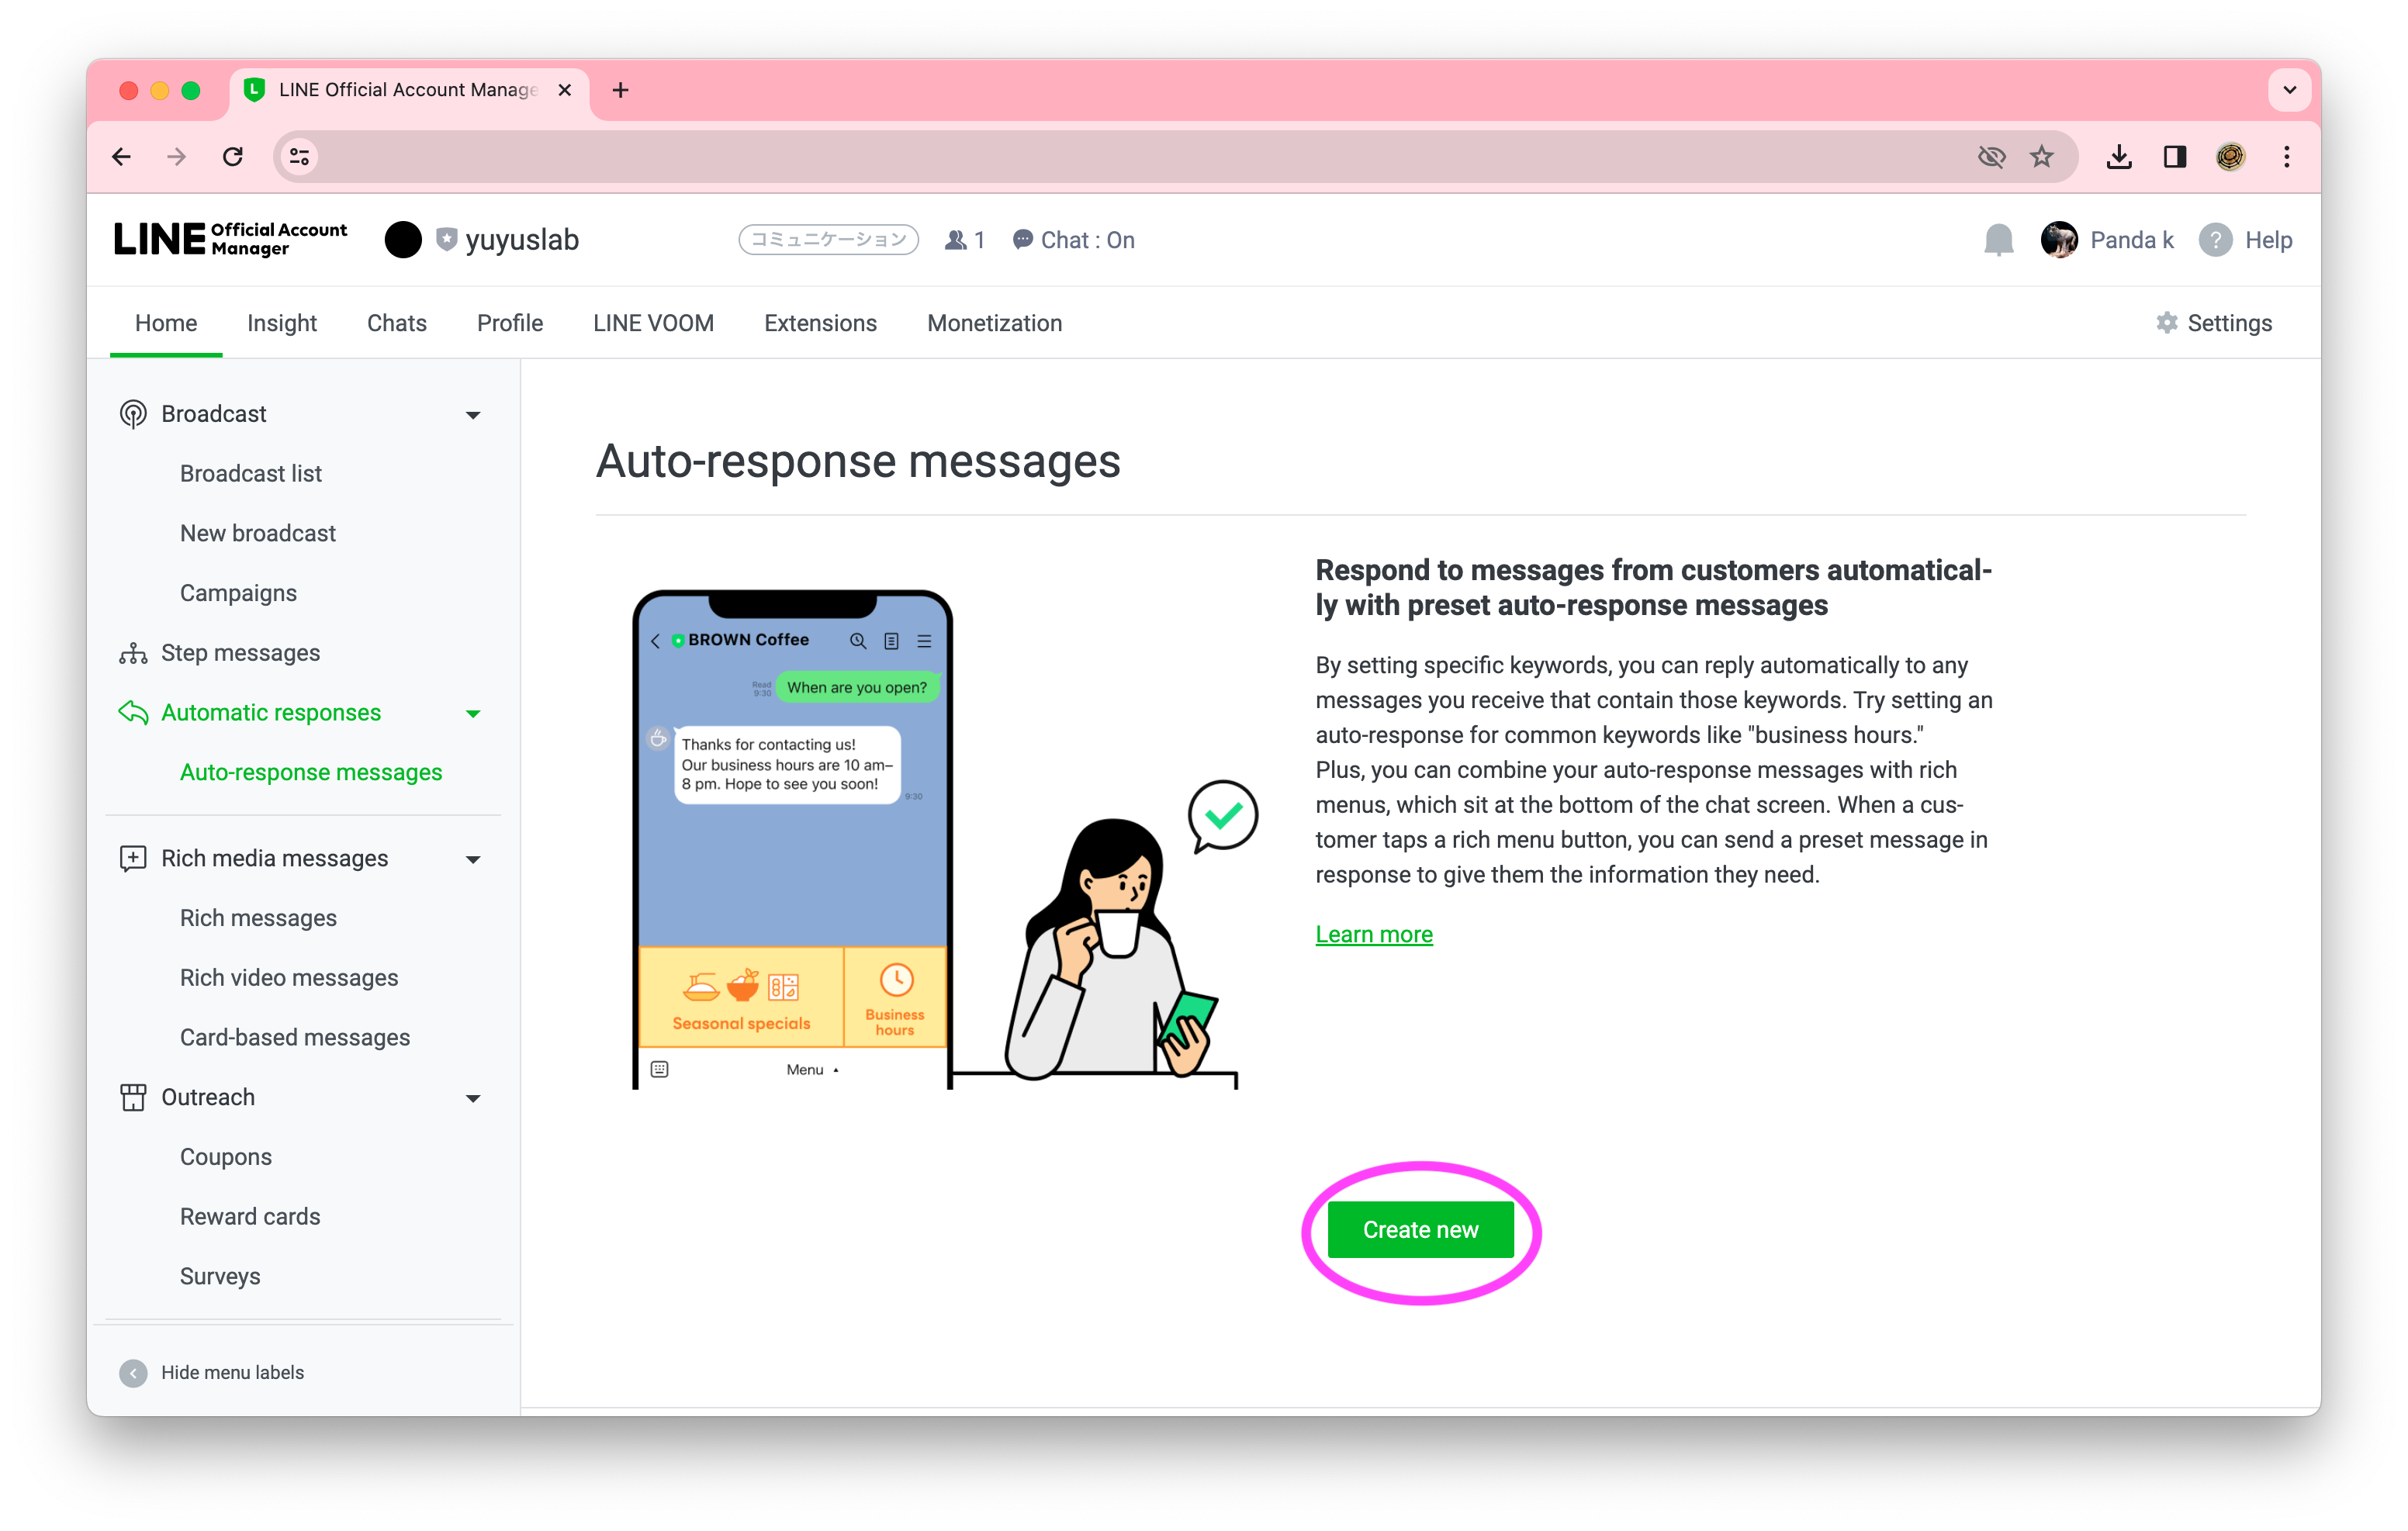 LINE Official Account Manage
LINE Official Account
Manager
yuyuslab
コミュニケーション
1
Chat : On
Panda k
? Help
Home
Insight
Chats
Profile
LINE VOOM
Extensions
Monetization
Settings
Broadcast
Broadcast list
New broadcast
Campaigns
Step messages
Automatic responses
Auto-response messages
Rich media messages
Rich messages
Rich video messages
Card-based messages
Outreach
Coupons
Reward cards
Surveys
Hide menu labels
Auto-response messages
BROWN Coffee
Read
9:30
When are you open?
Thanks for contacting us!
Our business hours are 10 am–
8 pm. Hope to see you soon!
9:30
Seasonal specials
Business
hours
Menu
Respond to messages from customers automatical-
ly with preset auto-response messages
By setting specific keywords, you can reply automatically to any
messages you receive that contain those keywords. Try setting an
auto-response for common keywords like "business hours."
Plus, you can combine your auto-response messages with rich
menus, which sit at the bottom of the chat screen. When a cus-
tomer taps a rich menu button, you can send a preset message in
response to give them the information they need.
Learn more
Create new